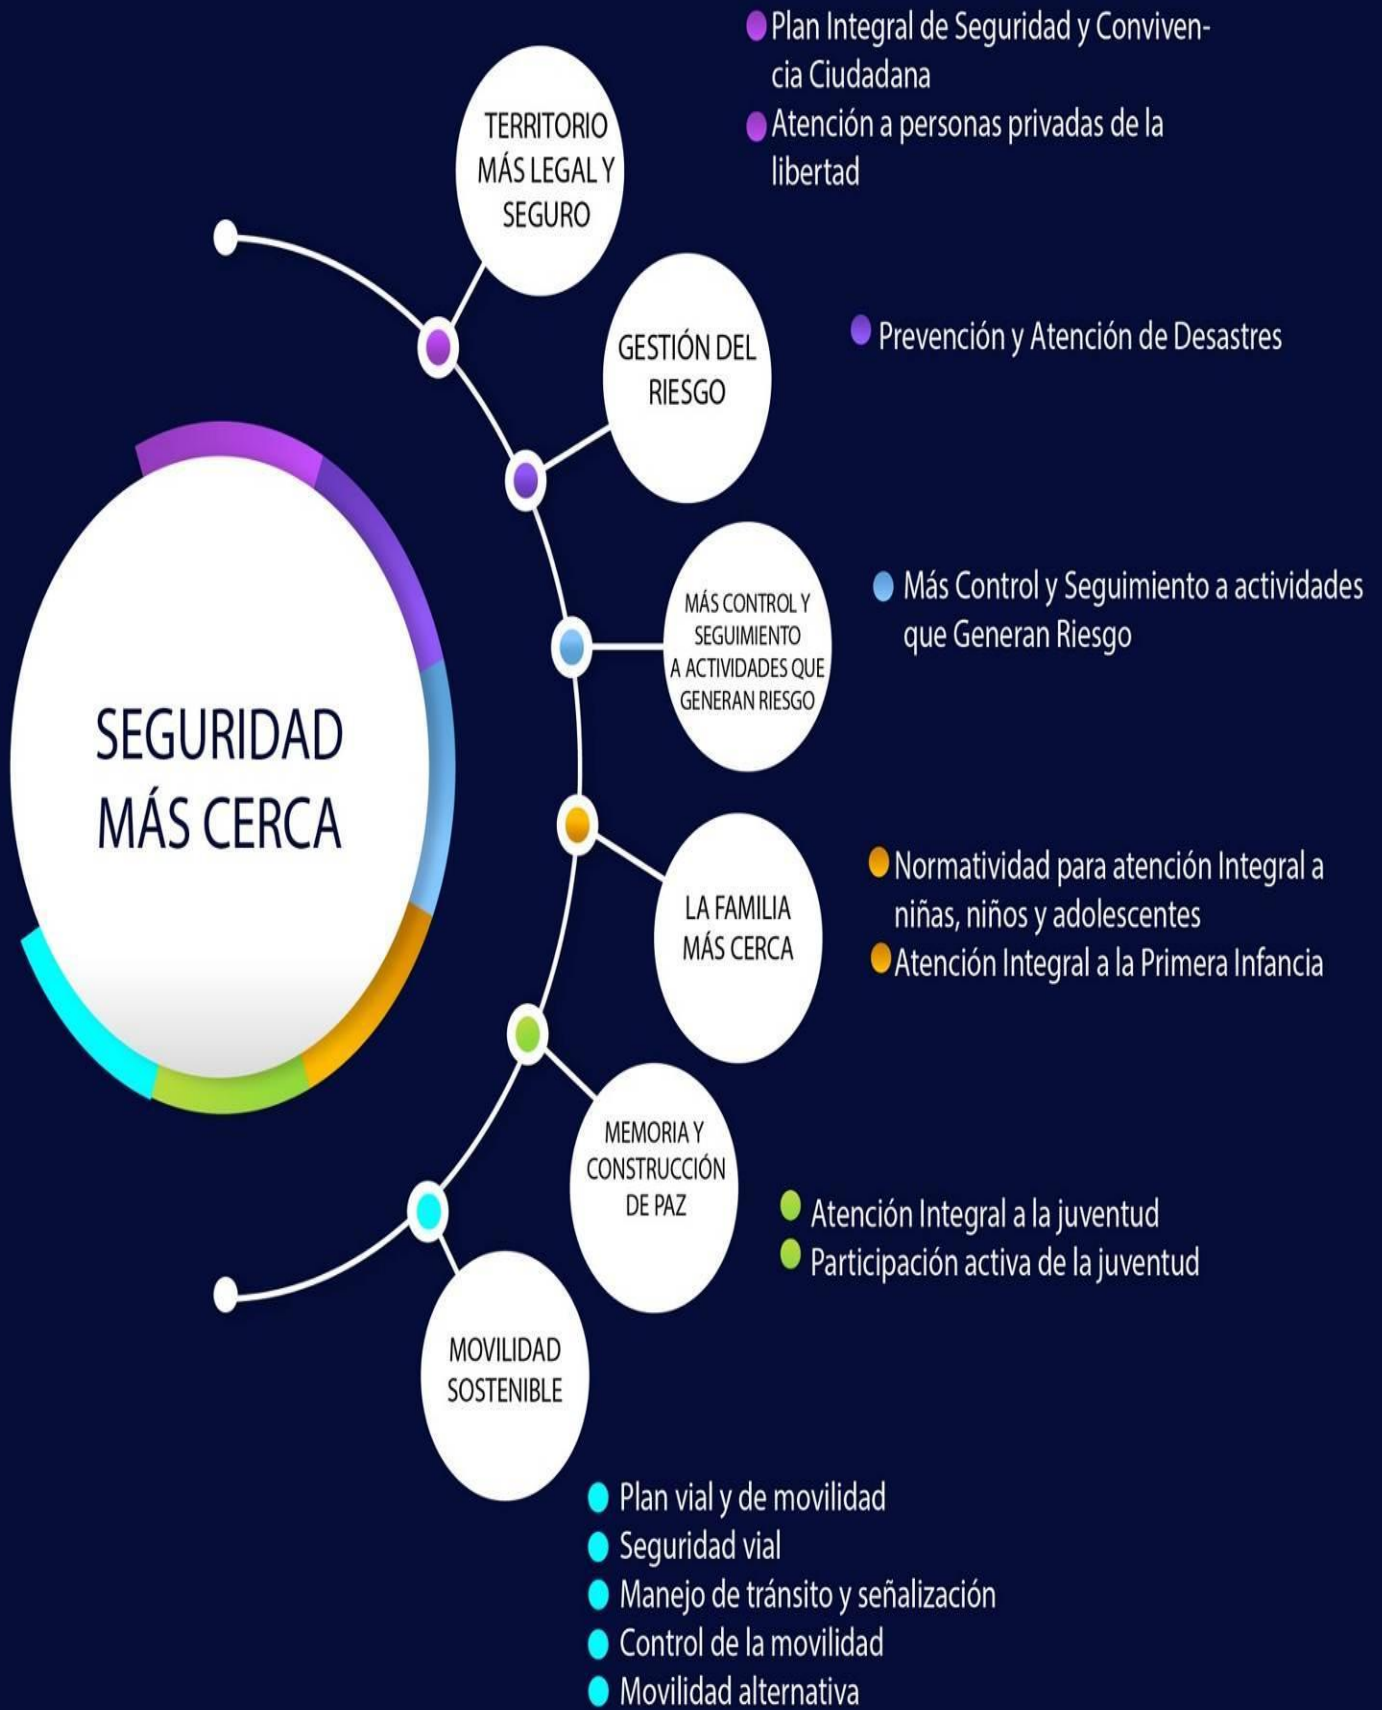 SEGURIDAD
MÁS CERCA
TERRITORIO
MÁS LEGAL Y
SEGURO
Plan Integral de Seguridad y Conviven-
cia Ciudadana
Atención a personas privadas de la
libertad
GESTIÓN DEL
RIESGO
Prevención y Atención de Desastres
MÁS CONTROL Y
SEGUIMIENTO
A ACTIVIDADES QUE
GENERAN RIESGO
Más Control y Seguimiento a actividades
que Generan Riesgo
LA FAMILIA
MÁS CERCA
Normatividad para atención Integral a
niñas, niños y adolescentes
Atención Integral a la Primera Infancia
MEMORIA Y
CONSTRUCCIÓN
DE PAZ
Atención Integral a la juventud
Participación activa de la juventud
MOVILIDAD
SOSTENIBLE
Plan vial y de movilidad
Seguridad vial
Manejo de tránsito y señalización
Control de la movilidad
Movilidad alternativa